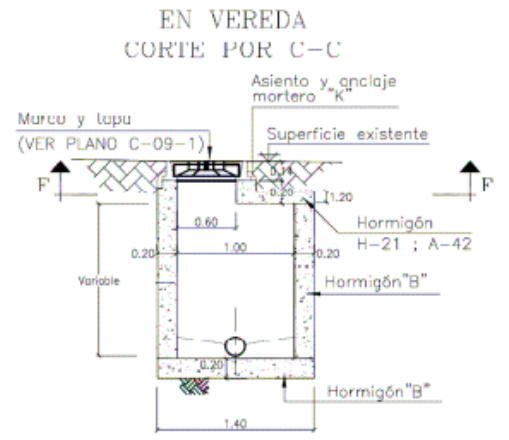 EN VEREDA
CORTE POR C-C
Asiento y anclaje
mortero "K"
Marco y tapa
(VER PLANO C-09-1)
Superficie existente
F
F
0.14
0.20
1.20
0.60
Hormigón
H-21 ; A-42
0.20
1.00
0.20
Variable
Hormigón"B"
0.20
Hormigón"B"
1.40